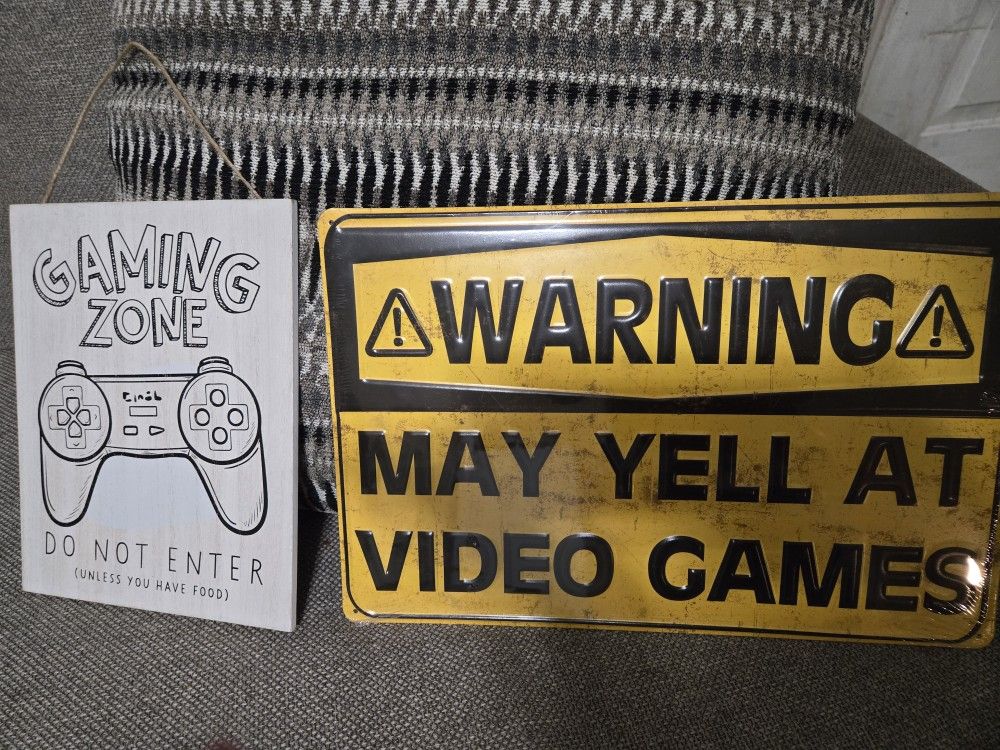 GAMING
ZONE
DO NOT ENTER
(UNLESS YOU HAVE FOOD)
WARNING
MAY YELL AT
VIDEO GAMES